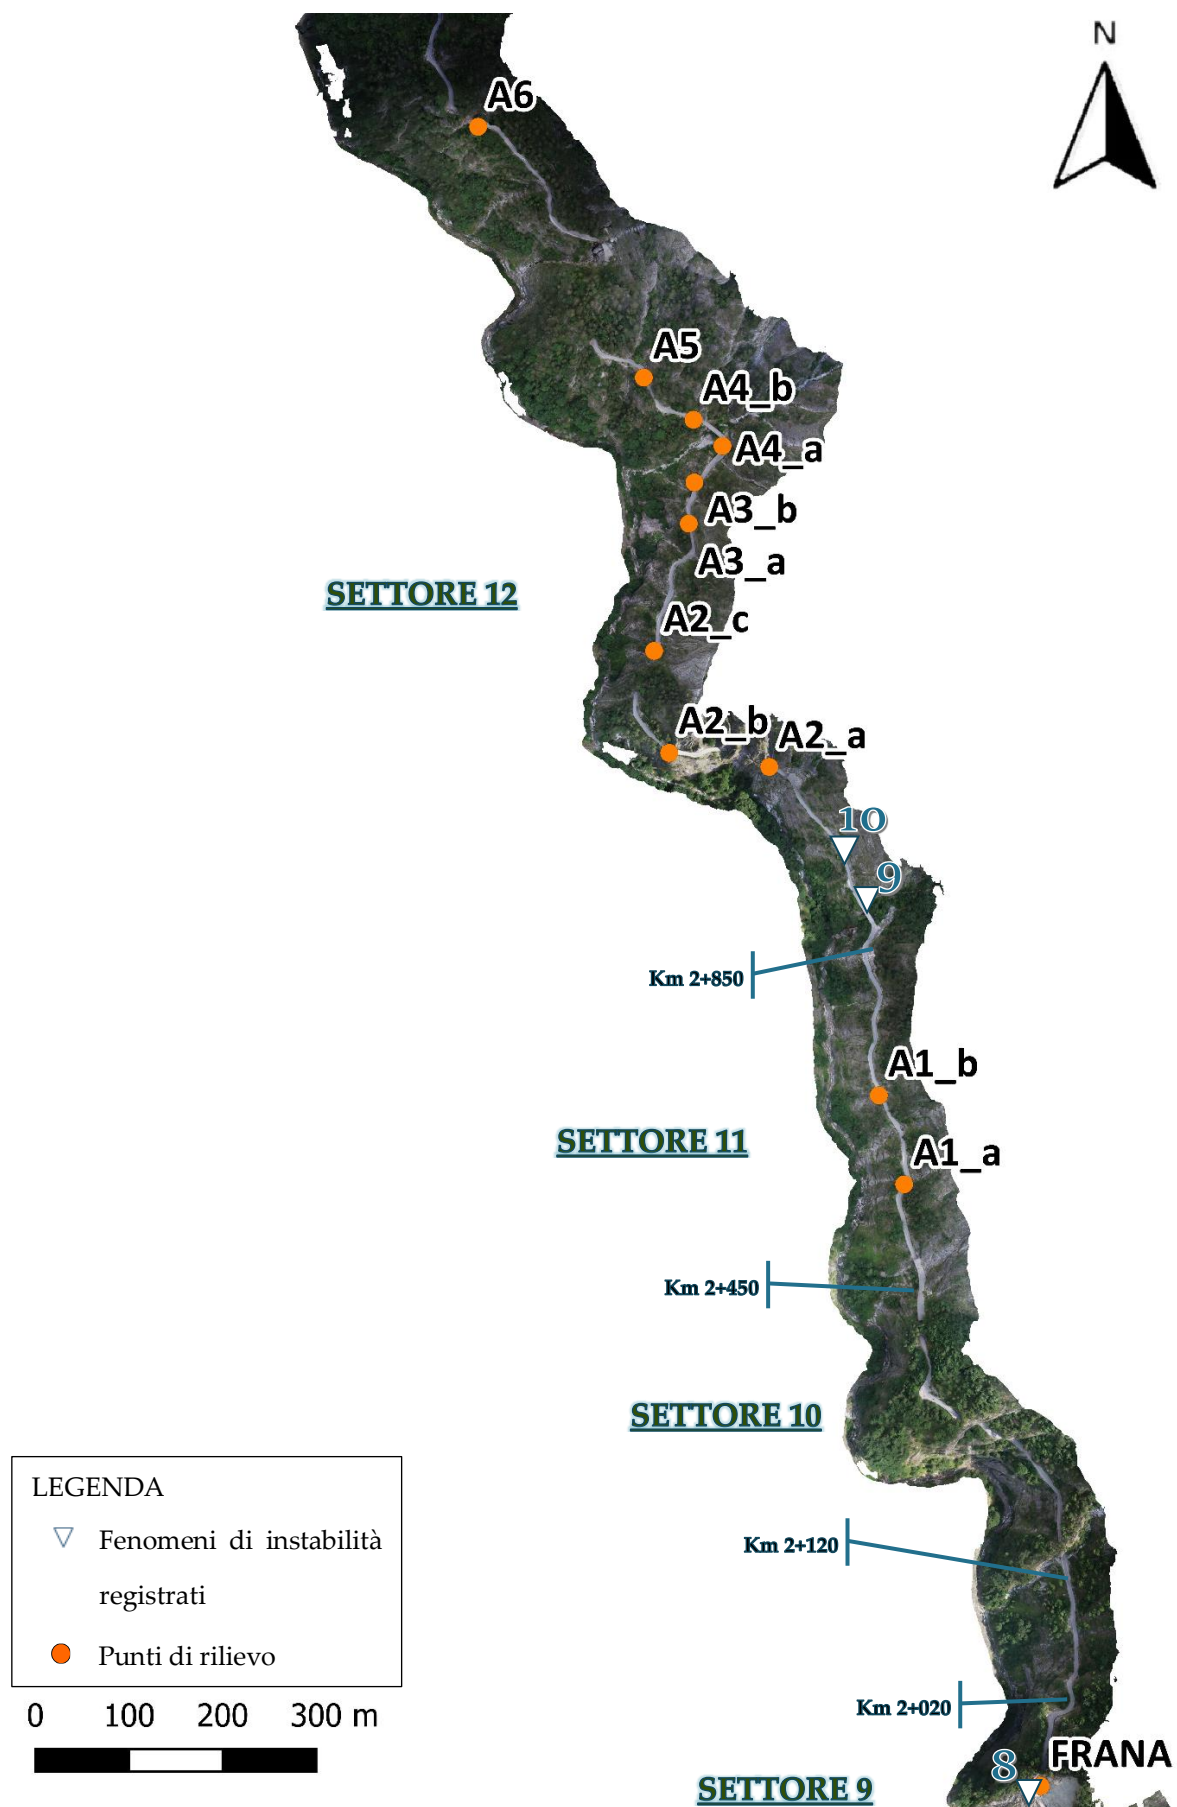 N
A6
A5
A4_b
A4_a
A3_b
A3_a
SETTORE 12
A2_c
A2_b
A2_a
10
9
Km 2+850
A1_b
SETTORE 11
A1_a
Km 2+450
SETTORE 10
LEGENDA
Fenomeni di instabilità
registrati
Punti di rilievo
Km 2+120
0 100 200 300 m
Km 2+020
FRANA
8
SETTORE 9